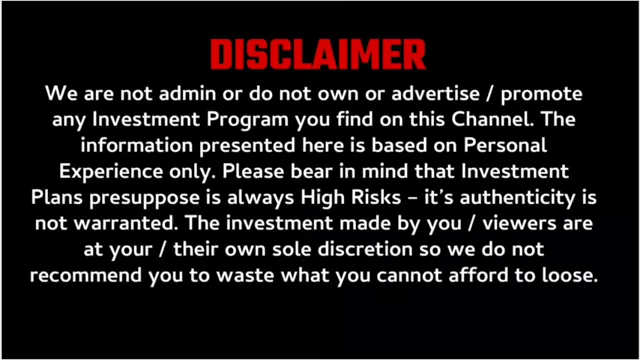 DISCLAIMER
We are not admin or do not own or advertise / promote
any Investment Program you find on this Channel. The
information presented here is based on Personal
Experience only. Please bear in mind that Investment
Plans presuppose is always High Risks – it's authenticity is
not warranted. The investment made by you / viewers are
at your / their own sole discretion so we do not
recommend you to waste what you cannot afford to loose.